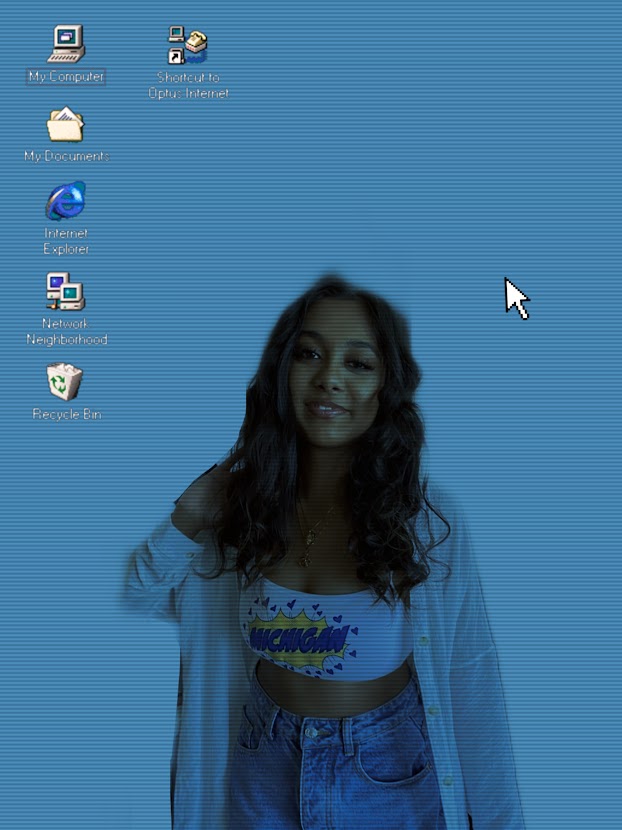 My Computer
Shortcut to
Optus Internet
My Documents
Internet
Explorer
Network
Neighborhood
Recycle Bin
MICHIGAN